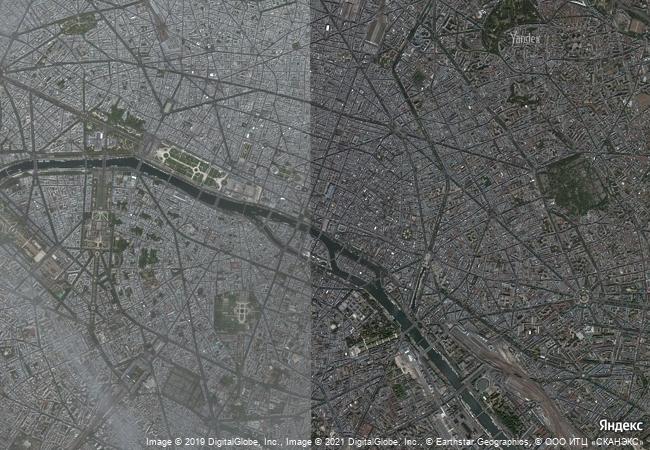 Yandex
Яндекс
Image © 2019 DigitalGlobe, Inc., Image © 2021 DigitalGlobe, Inc., © Earthstar Geographics, © ООО ИТЦ «СКАНЭКС»